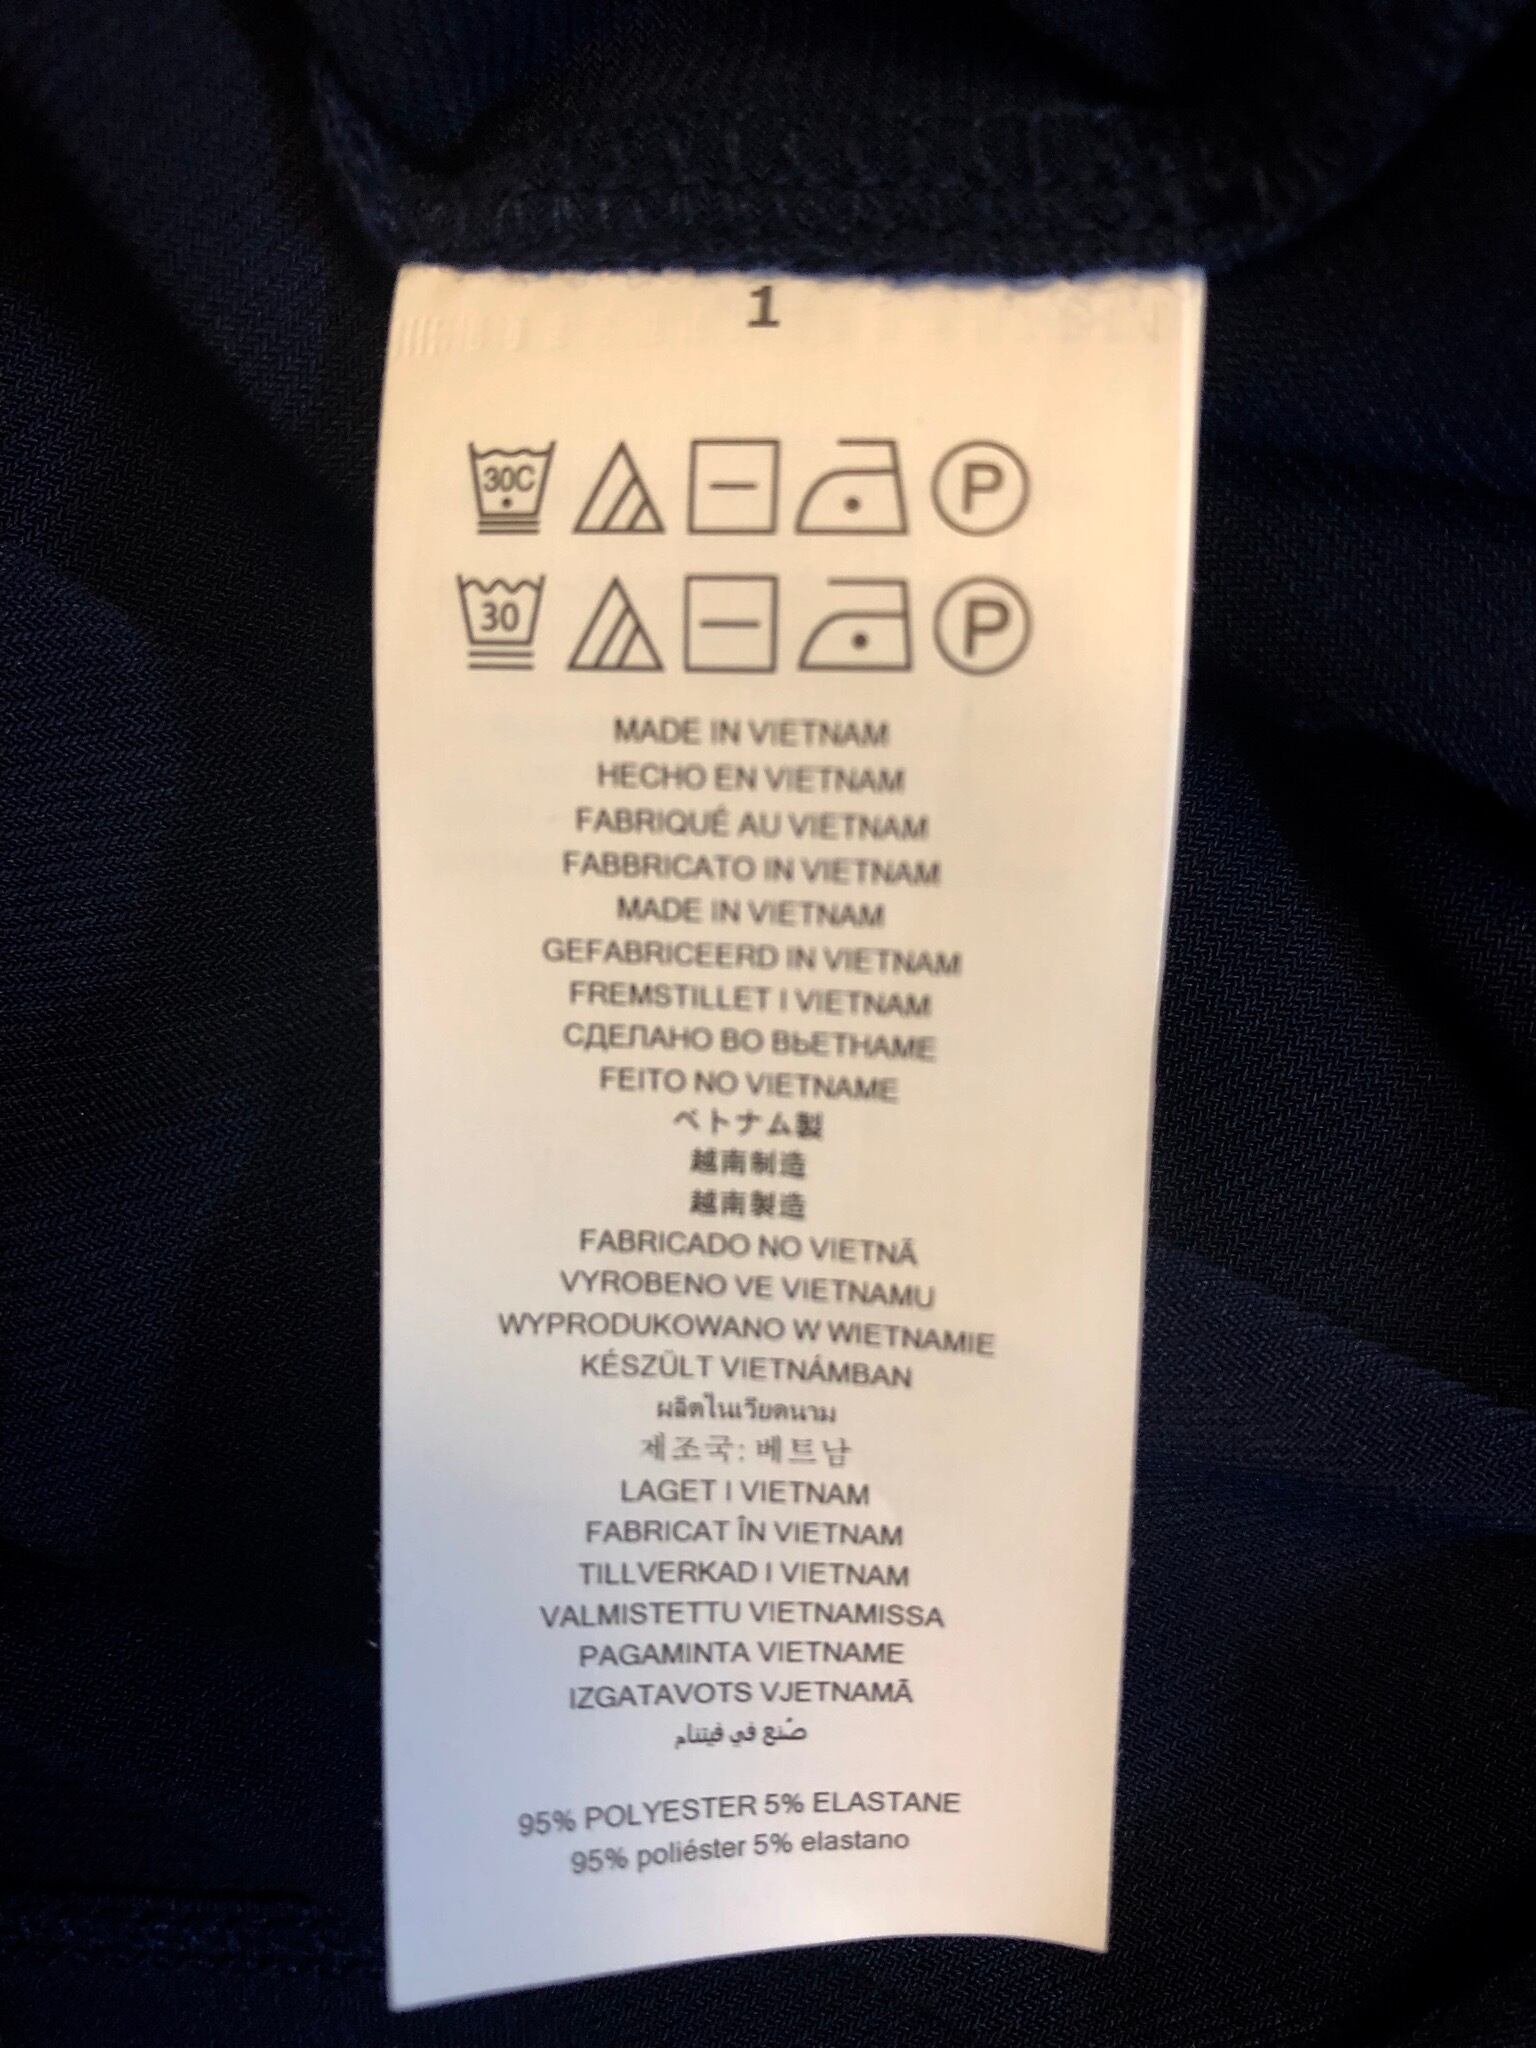 1
30C
P
30
P
MADE IN VIETNAM
HECHO EN VIETNAM
FABRIQUÉ AU VIETNAM
FABBRICATO IN VIETNAM
MADE IN VIETNAM
GEFABRICEERD IN VIETNAM
FREMSTILLET I VIETNAM
СДЕЛАНО ВО ВЬЕТНАМЕ
FEITO NO VIETNAME
ベトナム製
越南制造
越南製造
FABRICADO NO VIETNÃ
VYROBENO VE VIETNAMU
WYPRODUKOWANO W WIETNAMIE
KÉSZÜLT VIETNÁMBAN
ผลิตในเวียดนาม
제조국: 베트남
LAGET I VIETNAM
FABRICAT ÎN VIETNAM
TILLVERKAD I VIETNAM
VALMISTETTU VIETNAMISSA
PAGAMINTA VIETNAME
IZGATAVOTS VJETNAMĀ
صُنع في فيتنام
95% POLYESTER 5% ELASTANE
95% poliéster 5% elastano